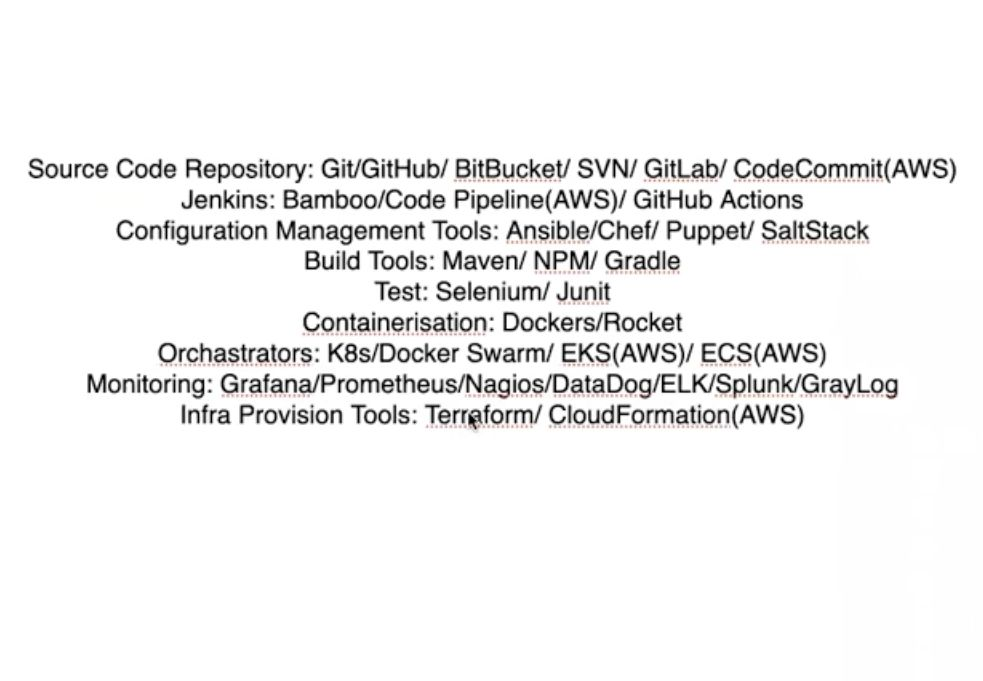 Source Code Repository: Git/GitHub/ BitBucket/ SVN/ GitLab/ CodeCommit(AWS)
Jenkins: Bamboo/Code Pipeline(AWS)/ GitHub Actions
Configuration Management Tools: Ansible/Chef/ Puppet/ SaltStack
Build Tools: Maven/ NPM/ Gradle
Test: Selenium/ Junit
Containerisation: Dockers/Rocket
Orchastrators: K8s/Docker Swarm/ EKS(AWS)/ ECS(AWS)
Monitoring: Grafana/Prometheus/Nagios/DataDog/ELK/Splunk/GrayLog
Infra Provision Tools: Terraform/ CloudFormation(AWS)